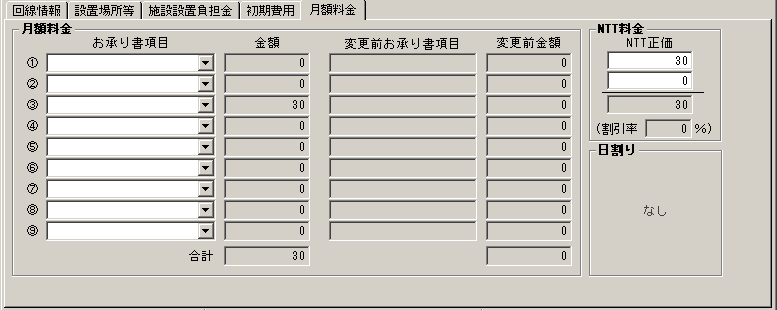 回線情報 設置場所等 施設設置負担金 初期費用 月額料金
月額料金
お承り書項目 金額 変更前お承り書項目 変更前金額
① 0 0
② 0 0
③ 30 0
④ 0 0
⑤ 0 0
⑥ 0 0
⑦ 0 0
⑧ 0 0
⑨ 0 0
合計 30 0
NTT料金
NTT正価
30
0
30
(割引率 0 %)
日割り
なし